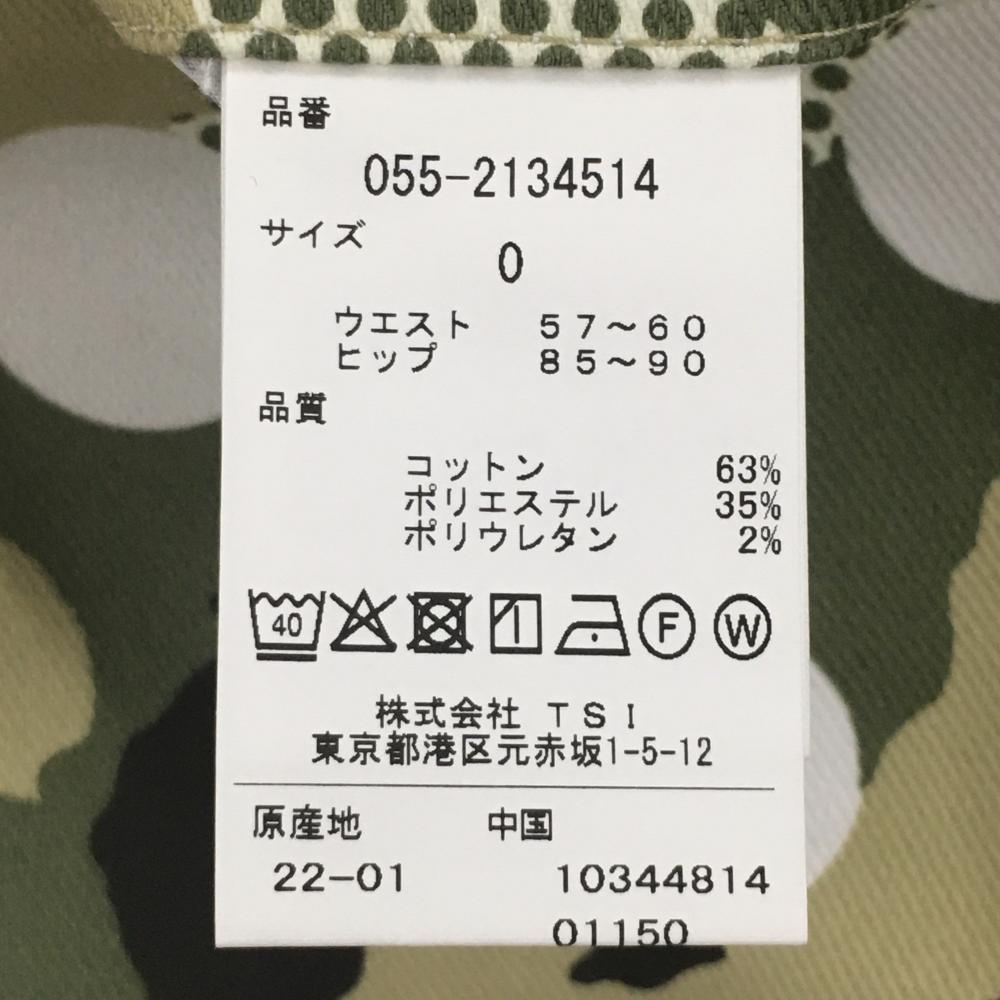 品番
055-2134514
サイズ
0
ウエスト 57~60
ヒップ 85~90
品質
コットン 63%
ポリエステル 35%
ポリウレタン 2%
40 F W
株式会社 TSI
東京都港区元赤坂1-5-12
原産地 中国
22-01 10344814
01150